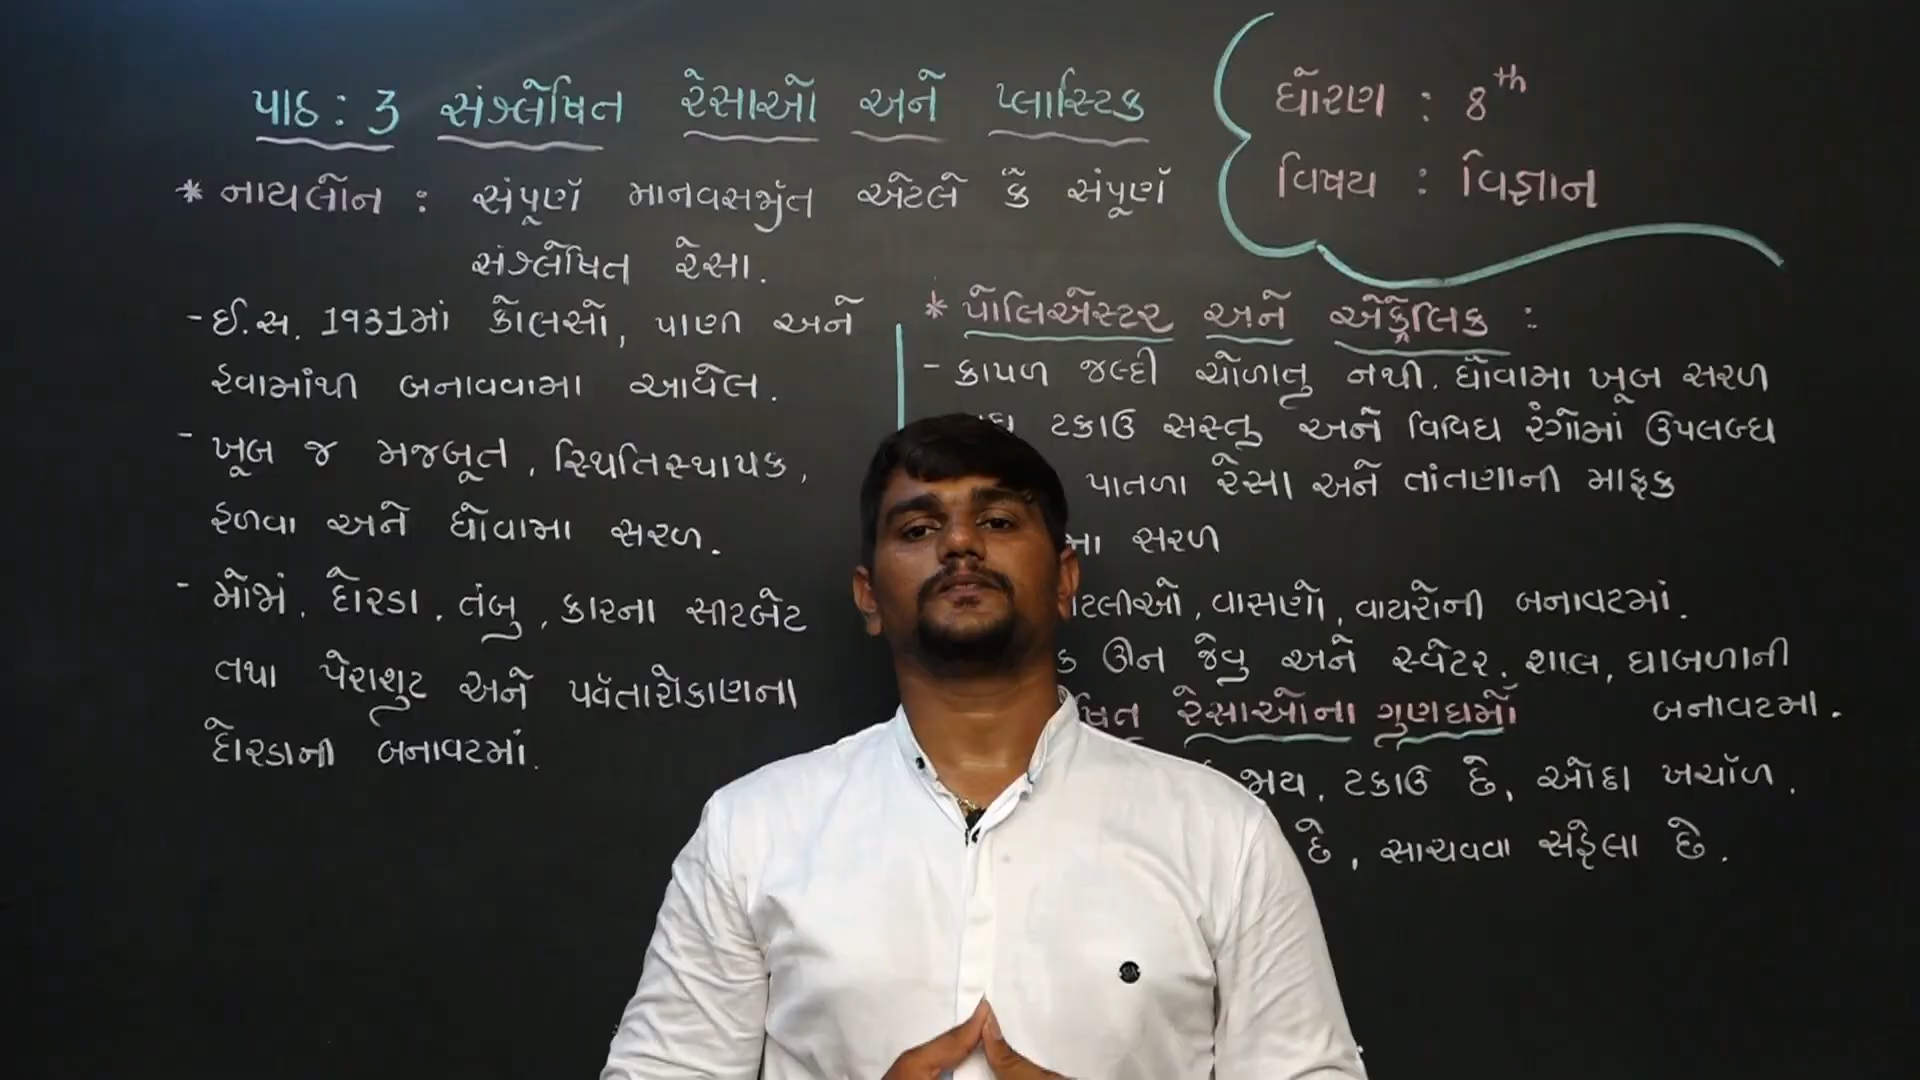 પાઠ : 3 સંશ્લેષિત રેસાઓ અને પ્લાસ્ટિક
ધોરણ : 8th
વિષય : વિજ્ઞાન
* નાયલોન : સંપૂર્ણ માનવસર્જીત એટલે કે સંપૂર્ણ
સંશ્લેષિત રેસા.
- ઈ.સ. 1931માં કોલસો, પાણી અને
હવામાંથી બનાવવામા આવેલ.
- ખૂબ જ મજબૂત, સ્થિતિસ્થાપક,
હળવા અને ધોવામા સરળ.
- મોજાં, દોરડા, તંબુ, કારના સીટબેટ
તથા પેરાશુટ અને પર્વતારોકાણના
દોરડાની બનાવટમાં.
* પોલિએસ્ટર અને એક્રેલિક :
- કાપળ જલ્દી ચોળાતુ નથી. ધોવામા ખૂબ સરળ
ટકાઉ સસ્તુ અને વિવિધ રંગોમાં ઉપલબ્ધ
પાતળા રેસા અને તાંતણાની માફક
સરળ
ટલીઓ, વાસણો, વાયરોની બનાવટમાં.
ક ઊન જેવુ અને સ્વેટર, શાલ, ધાબળાની
બનાવટમા.
ષિત રેસાઓના ગુણધર્મો
જાય, ટકાઉ છે, ઓછા ખર્ચાળ.
છે, સાચવવા સહેલા છે.